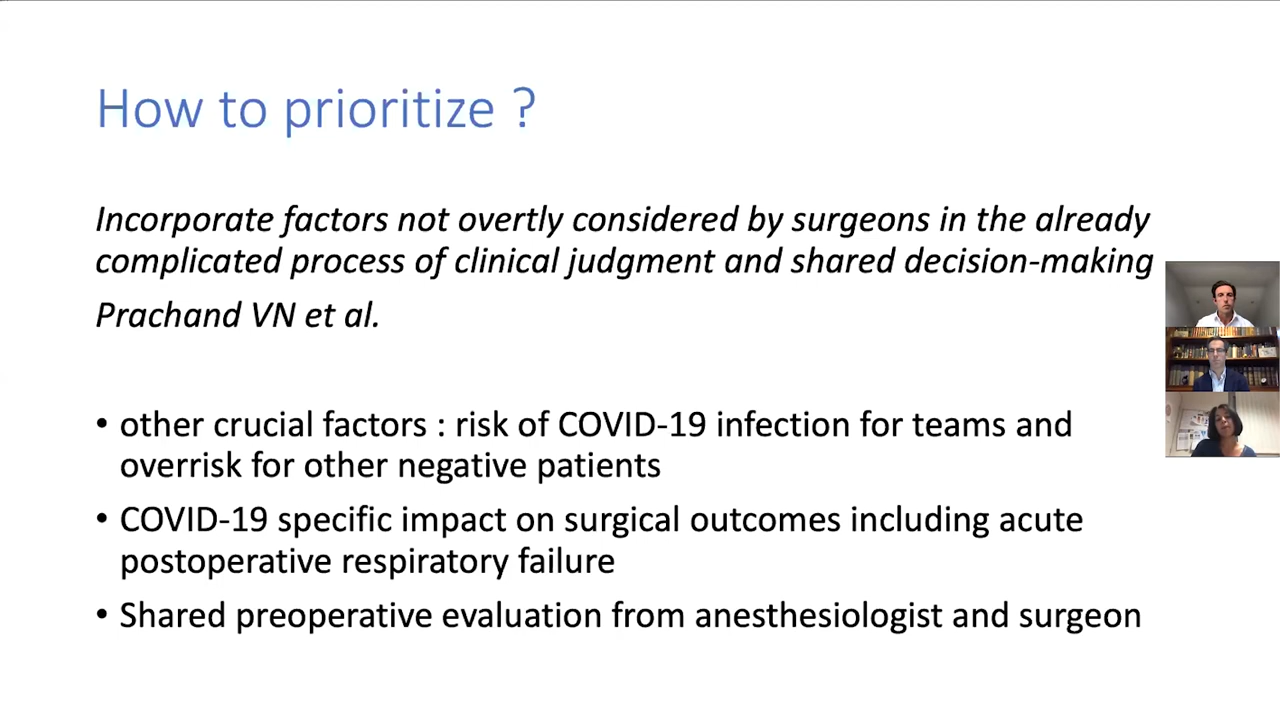 How to prioritize ?
Incorporate factors not overtly considered by surgeons in the already
complicated process of clinical judgment and shared decision-making
Prachand VN et al.
• other crucial factors : risk of COVID-19 infection for teams and
overrisk for other negative patients
• COVID-19 specific impact on surgical outcomes including acute
postoperative respiratory failure
• Shared preoperative evaluation from anesthesiologist and surgeon